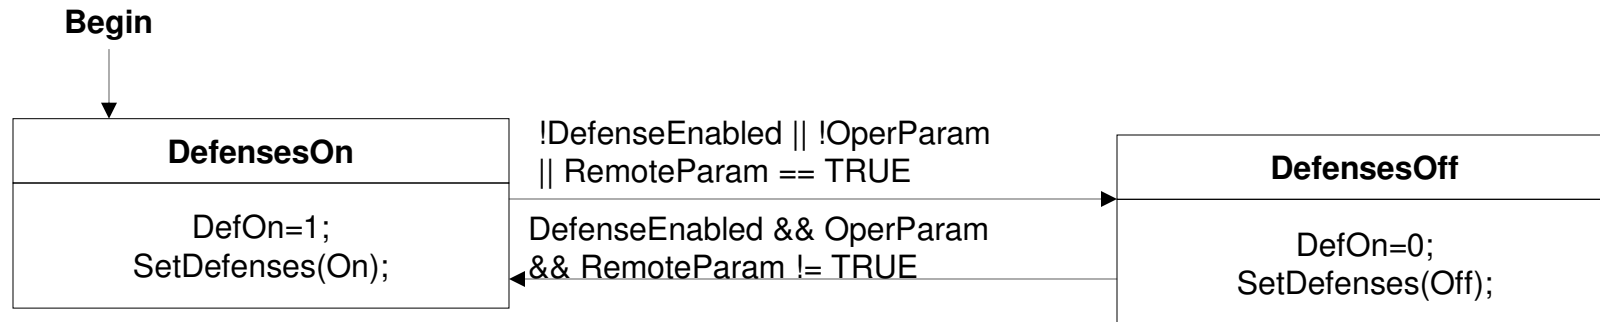 Begin
DefensesOn
DefOn=1;
SetDefenses(On);
!DefenseEnabled || !OperParam
|| RemoteParam == TRUE
DefenseEnabled && OperParam
&& RemoteParam != TRUE
DefensesOff
DefOn=0;
SetDefenses(Off);